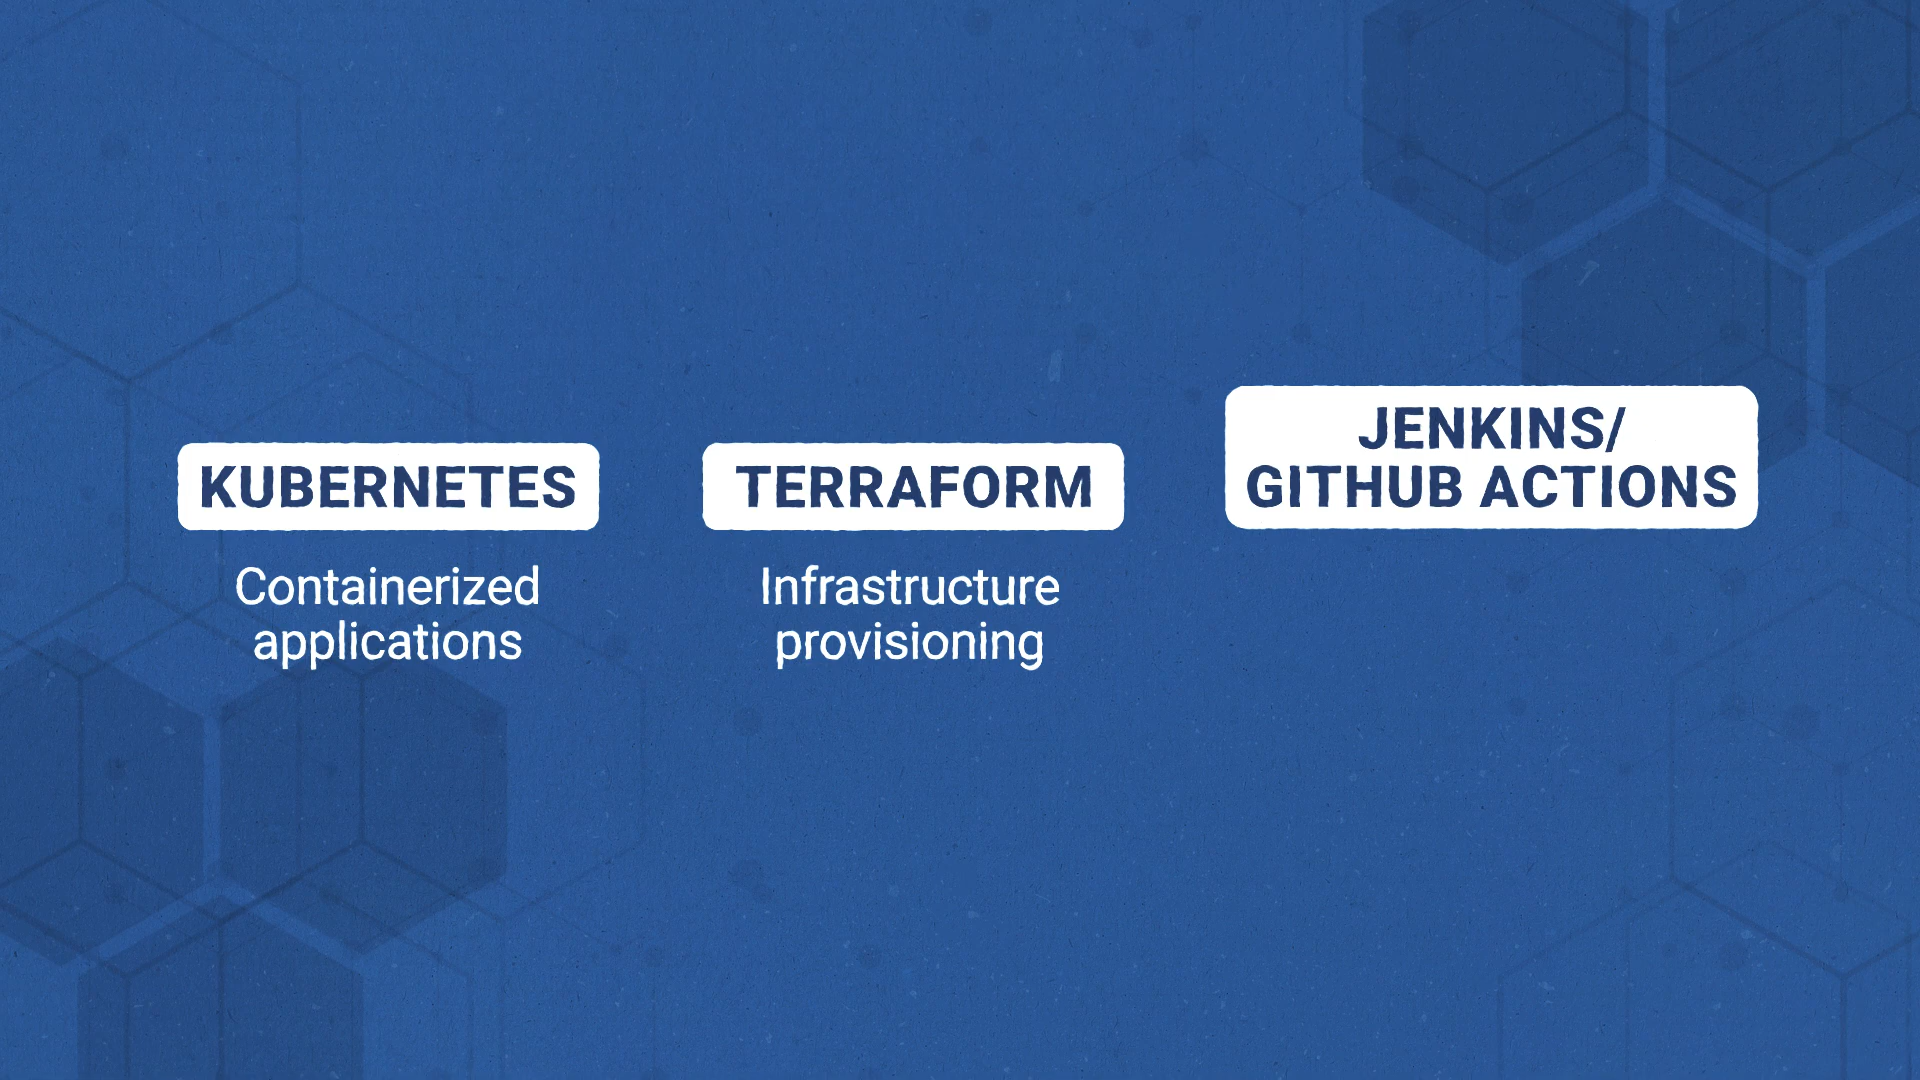 KUBERNETES
Containerized
applications
TERRAFORM
Infrastructure
provisioning
JENKINS/
GITHUB ACTIONS